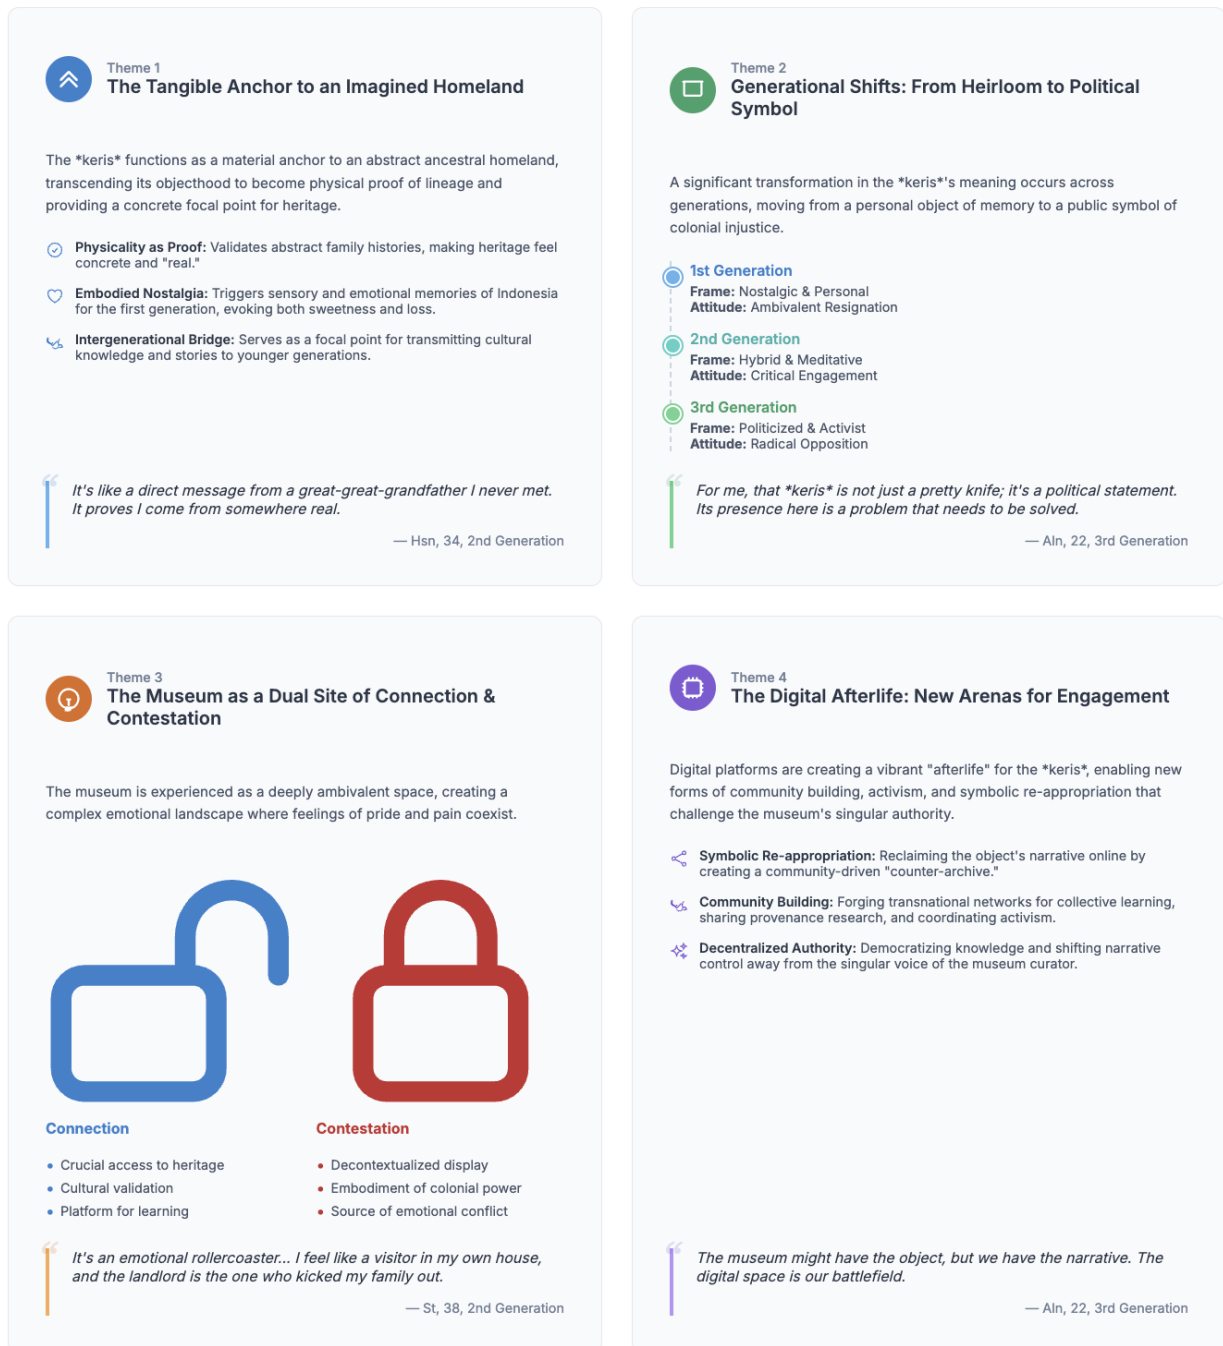 Theme 1
The Tangible Anchor to an Imagined Homeland
The *keris* functions as a material anchor to an abstract ancestral homeland,
transcending its objecthood to become physical proof of lineage and
providing a concrete focal point for heritage.
Physicality as Proof: Validates abstract family histories, making heritage feel
concrete and "real."
Embodied Nostalgia: Triggers sensory and emotional memories of Indonesia
for the first generation, evoking both sweetness and loss.
Intergenerational Bridge: Serves as a focal point for transmitting cultural
knowledge and stories to younger generations.
“
It's like a direct message from a great-great-grandfather I never met.
It proves I come from somewhere real.
— Hsn, 34, 2nd Generation
Theme 2
Generational Shifts: From Heirloom to Political
Symbol
A significant transformation in the *keris*'s meaning occurs across
generations, moving from a personal object of memory to a public symbol of
colonial injustice.
1st Generation
Frame: Nostalgic & Personal
Attitude: Ambivalent Resignation
2nd Generation
Frame: Hybrid & Meditative
Attitude: Critical Engagement
3rd Generation
Frame: Politicized & Activist
Attitude: Radical Opposition
“
For me, that *keris* is not just a pretty knife; it's a political statement.
Its presence here is a problem that needs to be solved.
— Aln, 22, 3rd Generation
Theme 3
The Museum as a Dual Site of Connection &
Contestation
The museum is experienced as a deeply ambivalent space, creating a
complex emotional landscape where feelings of pride and pain coexist.
Connection
• Crucial access to heritage
• Cultural validation
• Platform for learning
Contestation
• Decontextualized display
• Embodiment of colonial power
• Source of emotional conflict
“
It's an emotional rollercoaster... I feel like a visitor in my own house,
and the landlord is the one who kicked my family out.
— St, 38, 2nd Generation
Theme 4
The Digital Afterlife: New Arenas for Engagement
Digital platforms are creating a vibrant "afterlife" for the *keris*, enabling new
forms of community building, activism, and symbolic re-appropriation that
challenge the museum's singular authority.
Symbolic Re-appropriation: Reclaiming the object's narrative online by
creating a community-driven "counter-archive."
Community Building: Forging transnational networks for collective learning,
sharing provenance research, and coordinating activism.
Decentralized Authority: Democratizing knowledge and shifting narrative
control away from the singular voice of the museum curator.
“
The museum might have the object, but we have the narrative. The
digital space is our battlefield.
— Aln, 22, 3rd Generation